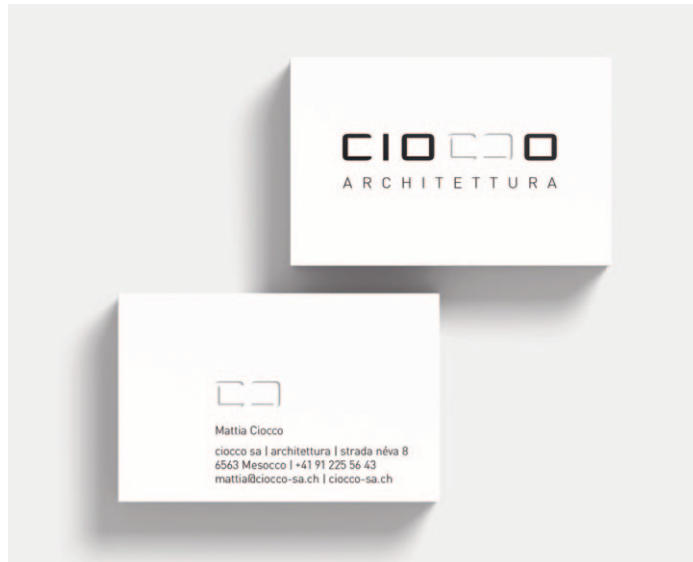 CIOCCO
ARCHITETTURA
Mattia Ciocco
ciocco sa | architettura | strada néva 8
6563 Mesocco | +41 91 225 56 43
mattia@ciocco-sa.ch | ciocco-sa.ch